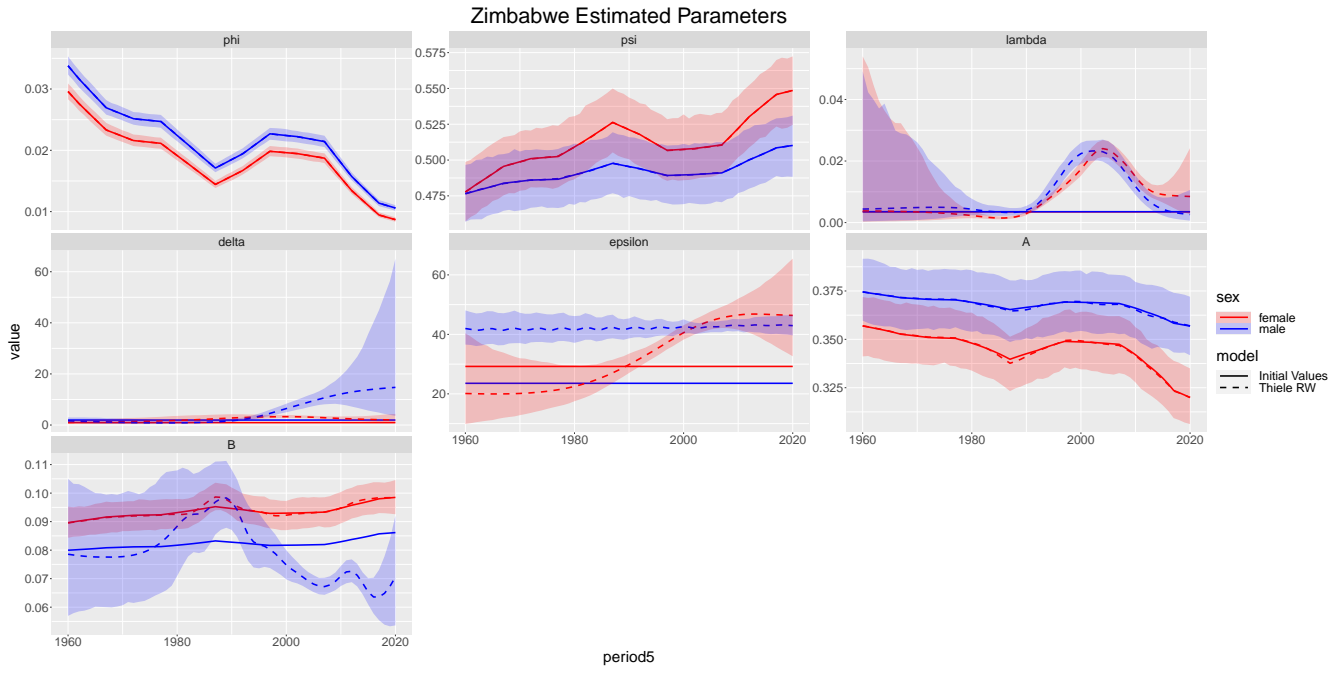 Zimbabwe Estimated Parameters
phi
psi
lambda
0.03
0.02
0.01
0.575
0.550
0.525
0.500
0.475
0.04
0.02
0.00
1960
1980
2000
2020
delta
epsilon
A
60
40
20
0
60
40
20
1960
1980
2000
2020
0.375
0.350
0.325
1960
1980
2000
2020
B
0.11
0.10
0.09
0.08
0.07
0.06
1960
1980
2000
2020
value
period5
sex
female
male
model
Initial Values
Thiele RW